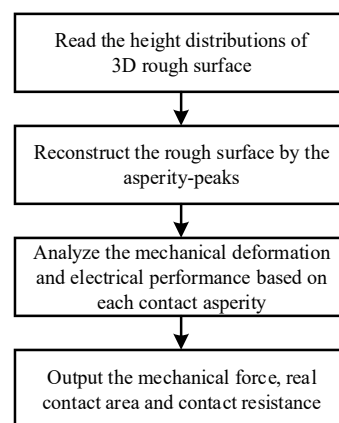 Read the height distributions of
3D rough surface
Reconstruct the rough surface by the
asperity-peaks
Analyze the mechanical deformation
and electrical performance based on
each contact asperity
Output the mechanical force, real
contact area and contact resistance